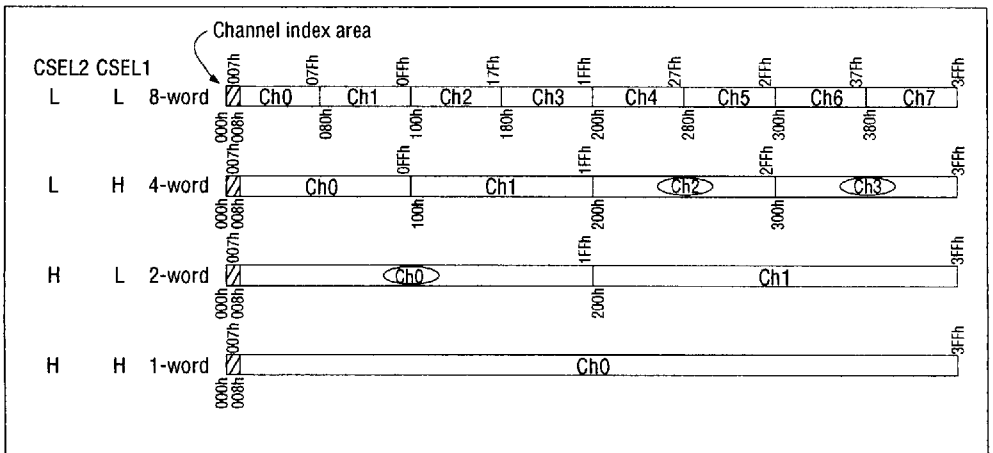 Channel index area
CSEL2 CSEL1
007h 07Fh 0FFh 17Fh 1FFh 27Fh 2FFh 37Fh 3FFh
L L 8-word Ch0 Ch1 Ch2 Ch3 Ch4 Ch5 Ch6 Ch7
000h 008h 080h 100h 180h 200h 280h 300h 380h
007h 0FFh 1FFh 2FFh 3FFh
L H 4-word Ch0 Ch1 Ch2 Ch3
000h 008h 100h 200h 300h
007h 1FFh 3FFh
H L 2-word Ch0 Ch1
000h 008h 200h
007h 3FFh
H H 1-word Ch0
000h 008h